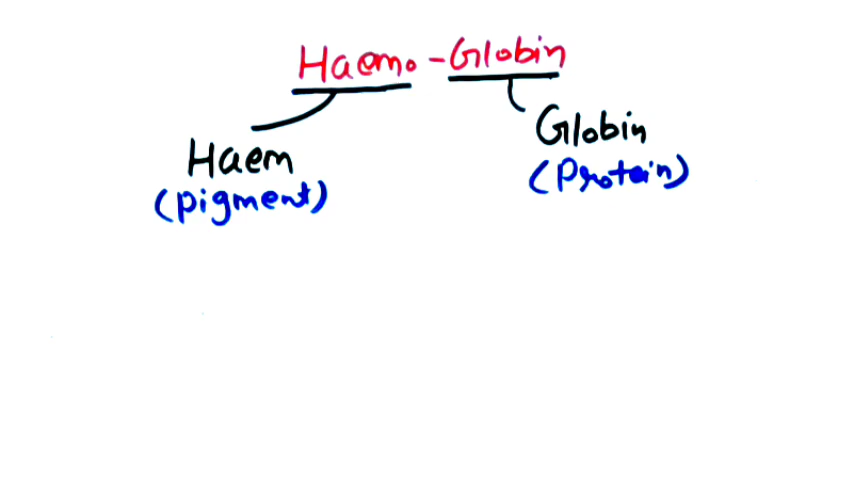 Haemo-Globin
Haem
(Pigment)
Globin
(Protein)